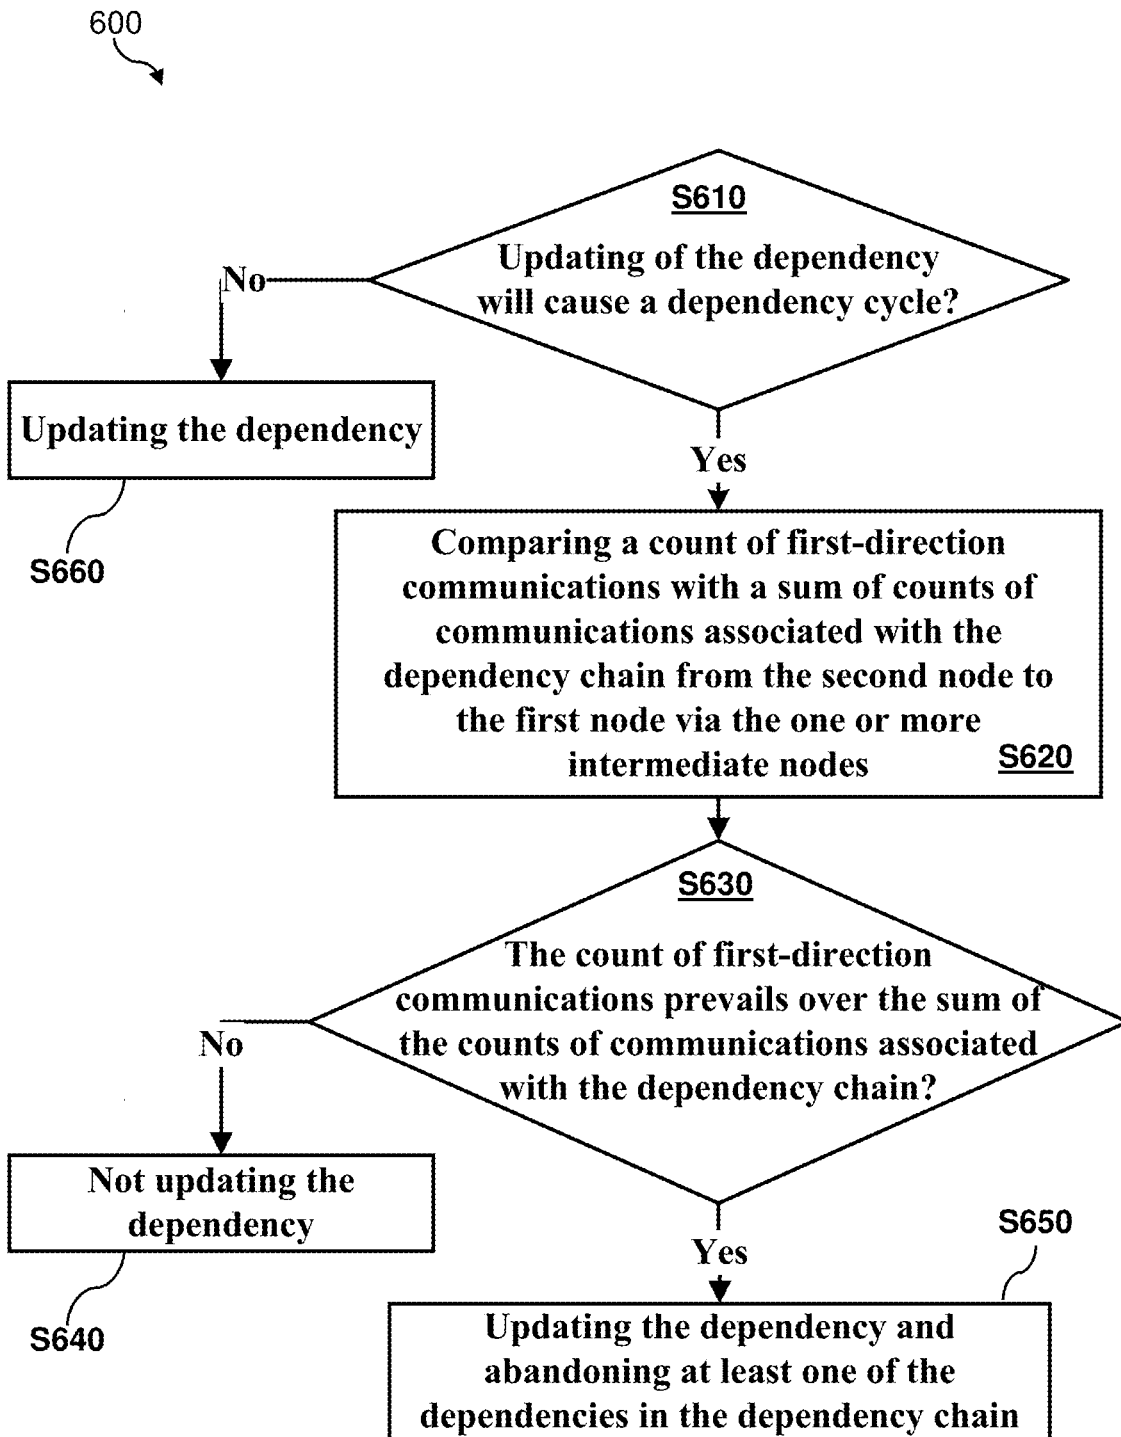 600
S610
Updating of the dependency
will cause a dependency cycle?
No
Updating the dependency
S660
Yes
Comparing a count of first-direction
communications with a sum of counts of
communications associated with the
dependency chain from the second node to
the first node via the one or more
intermediate nodes
S620
S630
The count of first-direction
communications prevails over the sum of
the counts of communications associated
with the dependency chain?
No
Not updating the
dependency
S640
Yes
S650
Updating the dependency and
abandoning at least one of the
dependencies in the dependency chain